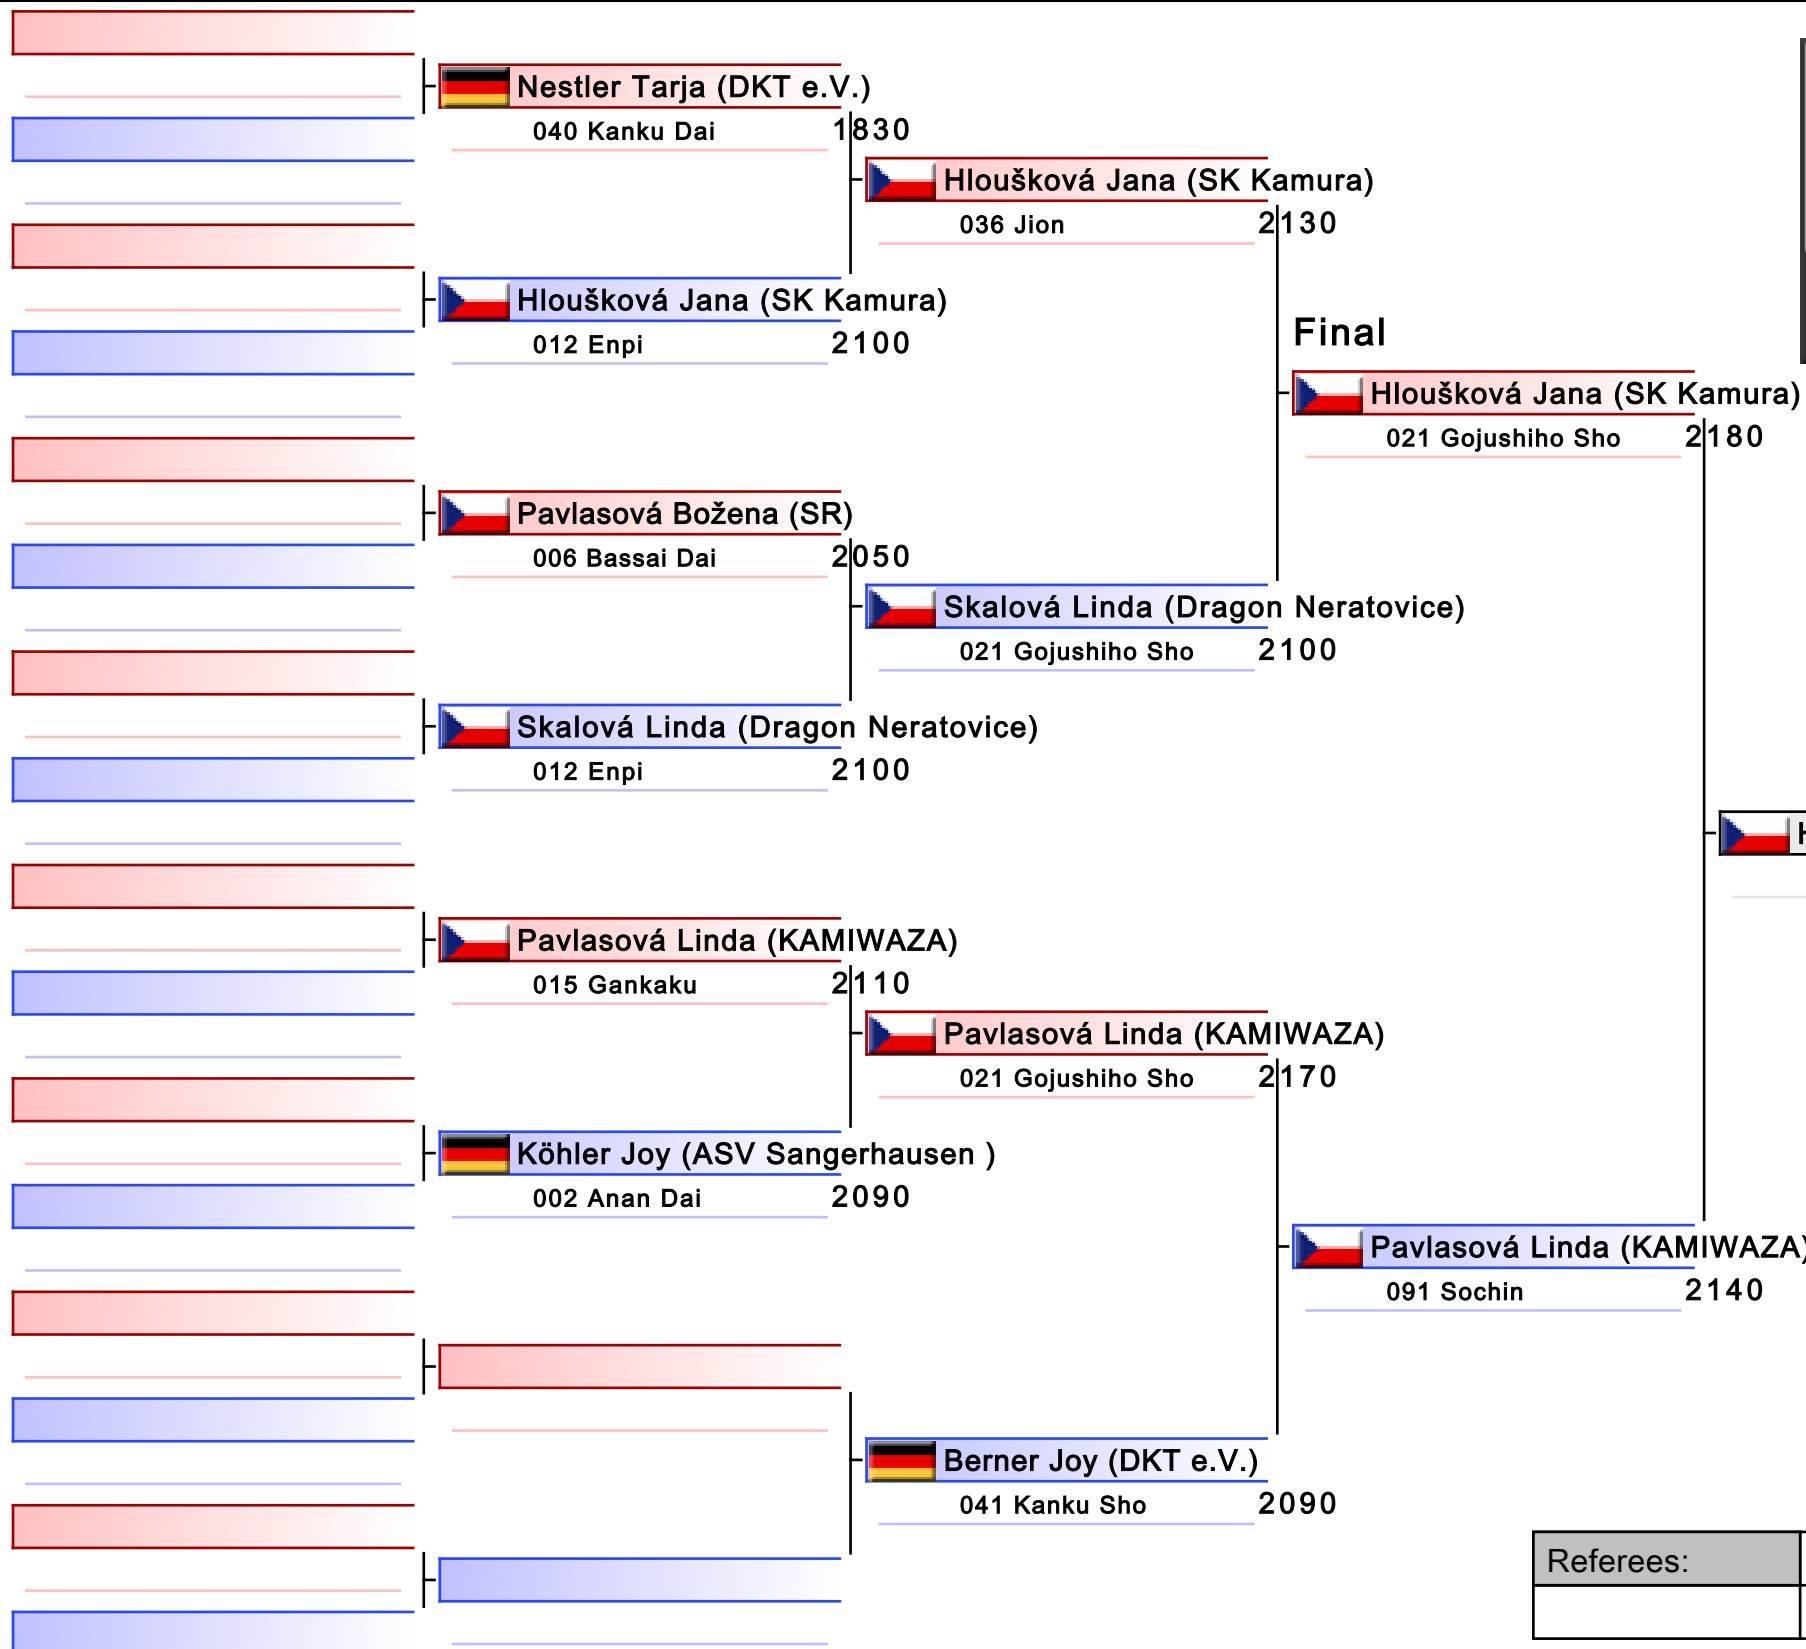 Nestler Tarja (DKT e.V.)
040 Kanku Dai 1830
Hloušková Jana (SK Kamura)
036 Jion 2130
Hloušková Jana (SK Kamura)
012 Enpi 2100
Final
Hloušková Jana (SK Kamura)
021 Gojushiho Sho 2180
Pavlasová Božena (SR)
006 Bassai Dai 2050
Skalová Linda (Dragon Neratovice)
021 Gojushiho Sho 2100
Skalová Linda (Dragon Neratovice)
012 Enpi 2100
Pavlasová Linda (KAMIWAZA)
015 Gankaku 2110
Pavlasová Linda (KAMIWAZA)
021 Gojushiho Sho 2170
Köhler Joy (ASV Sangerhausen )
002 Anan Dai 2090
Pavlasová Linda (KAMIWAZA)
091 Sochin 2140
Berner Joy (DKT e.V.)
041 Kanku Sho 2090
Referees: